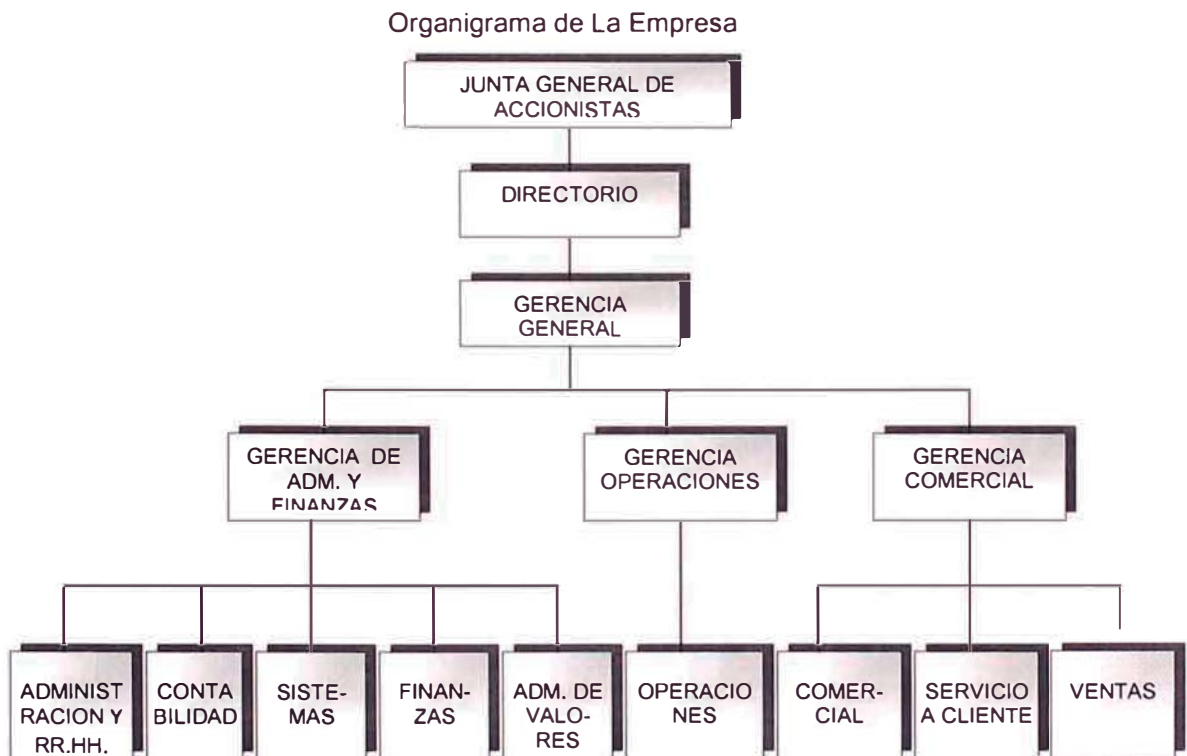 Organigrama de La Empresa
JUNTA GENERAL DE
ACCIONISTAS
DIRECTORIO
GERENCIA
GENERAL
GERENCIA DE
ADM. Y
FINANZAS
GERENCIA
OPERACIONES
GERENCIA
COMERCIAL
ADMINIST
RACION Y
RR.HH.
CONTA
BILIDAD
SISTE-
MAS
FINAN-
ZAS
ADM. DE
VALO-
RES
OPERACIO
NES
COMER-
CIAL
SERVICIO
A CLIENTE
VENTAS